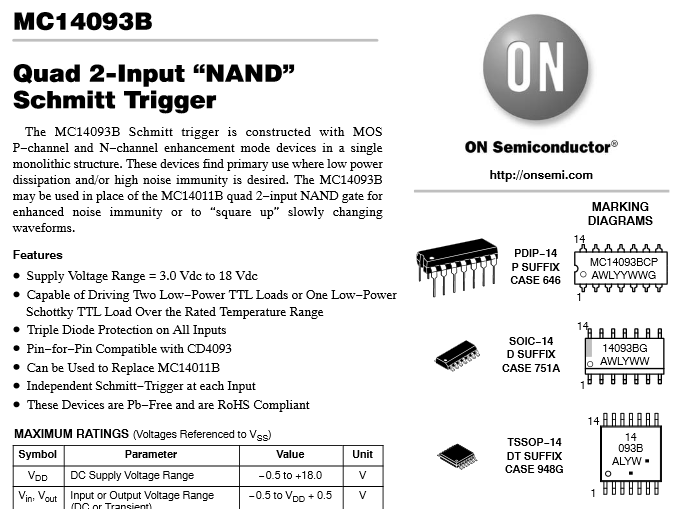 MC14093B
Quad 2-Input “NAND”
Schmitt Trigger
The MC14093B Schmitt trigger is constructed with MOS
P−channel and N−channel enhancement mode devices in a single
monolithic structure. These devices find primary use where low power
dissipation and/or high noise immunity is desired. The MC14093B
may be used in place of the MC14011B quad 2−input NAND gate for
enhanced noise immunity or to “square up” slowly changing
waveforms.
Features
• Supply Voltage Range = 3.0 Vdc to 18 Vdc
• Capable of Driving Two Low−Power TTL Loads or One Low−Power
Schottky TTL Load Over the Rated Temperature Range
• Triple Diode Protection on All Inputs
• Pin−for−Pin Compatible with CD4093
• Can be Used to Replace MC14011B
• Independent Schmitt−Trigger at each Input
• These Devices are Pb−Free and are RoHS Compliant
MAXIMUM RATINGS (Voltages Referenced to VSS)
Symbol Parameter Value Unit
VDD DC Supply Voltage Range −0.5 to +18.0 V
Vin, Vout Input or Output Voltage Range −0.5 to VDD + 0.5 V
(DC or Transient)
ON
ON Semiconductor®
http://onsemi.com
MARKING
DIAGRAMS
PDIP−14
P SUFFIX
CASE 646
14
MC14093BCP
AWLYYWWG
1
SOIC−14
D SUFFIX
CASE 751A
14
14093BG
AWLYWW
1
TSSOP−14
DT SUFFIX
CASE 948G
14
14
093B
ALYW ▪
▪
1